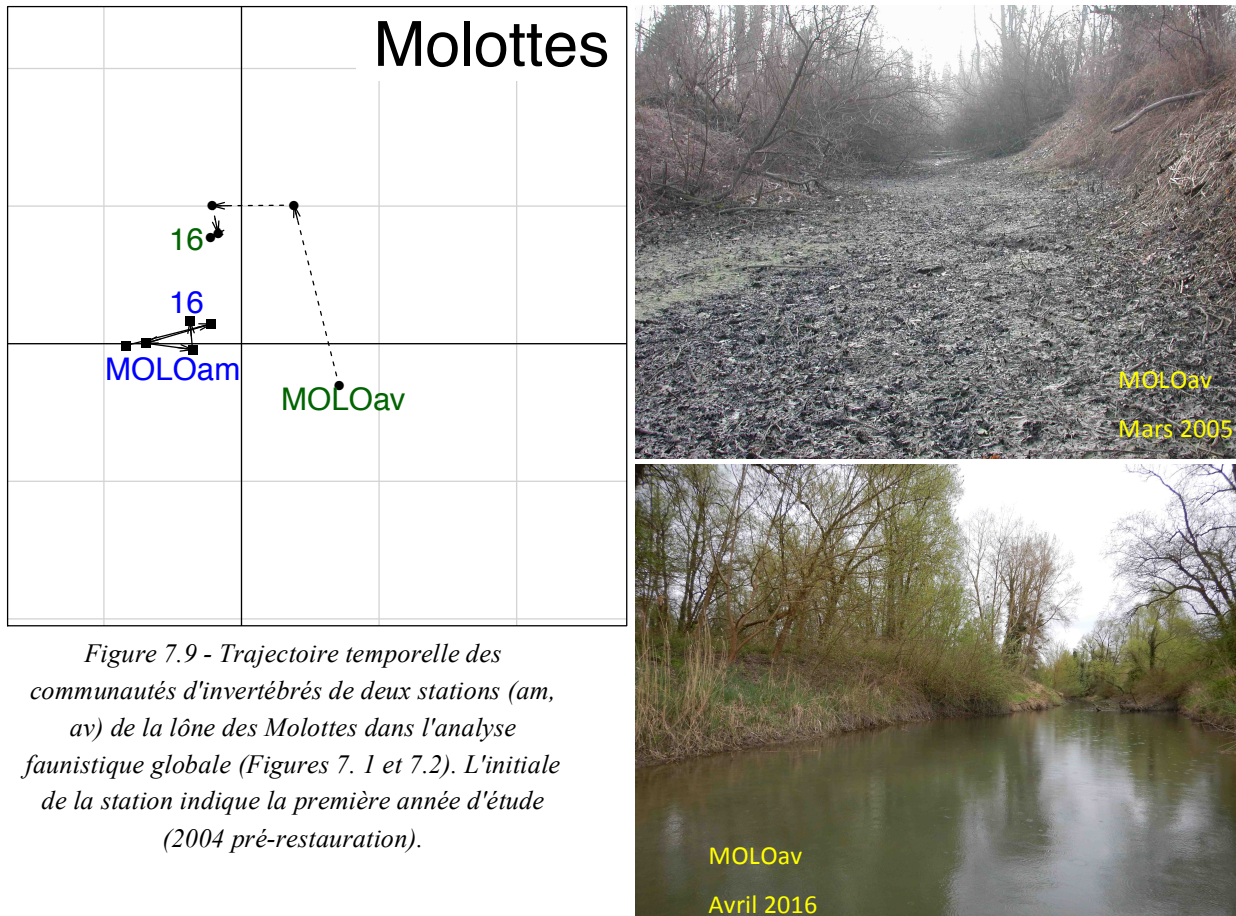 Molottes
16
16
MOLOam
MOLOav
Figure 7.9 - Trajectoire temporelle des
communautés d'invertébrés de deux stations (am,
av) de la lône des Molottes dans l'analyse
faunistique globale (Figures 7. 1 et 7.2). L'initiale
de la station indique la première année d'étude
(2004 pré-restauration).
MOLOav
Mars 2005
MOLOav
Avril 2016